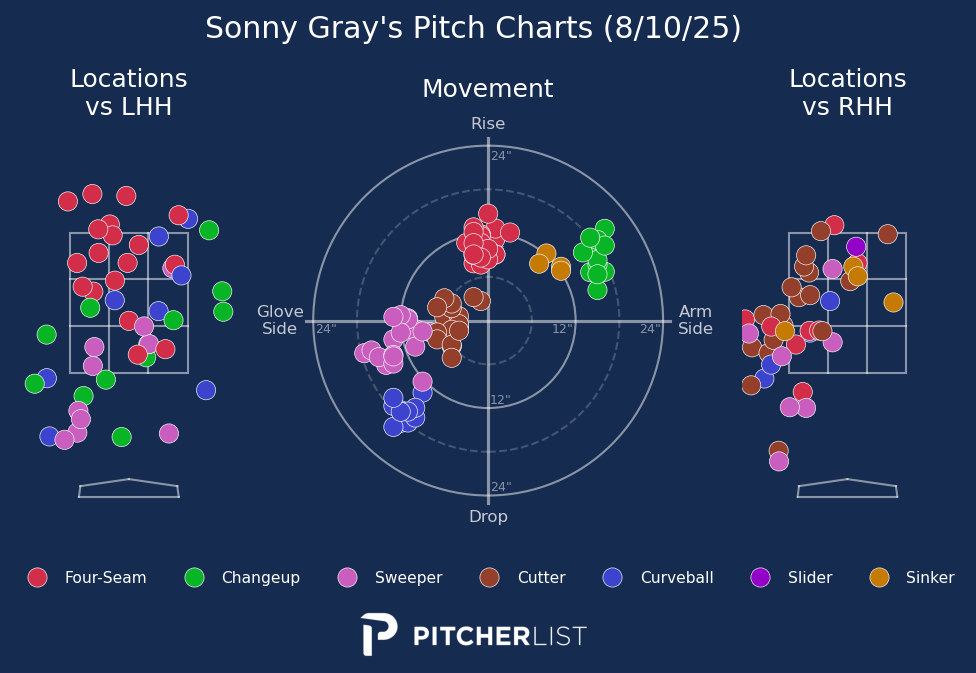 Sonny Gray's Pitch Charts (8/10/25)
Locations
vs LHH
Movement
Locations
vs RHH
Rise
24"
Glove
Side
24"
12"
24"
Arm
Side
12"
24"
Drop
Four-Seam
Changeup
Sweeper
Cutter
Curveball
Slider
Sinker
PITCHERLIST